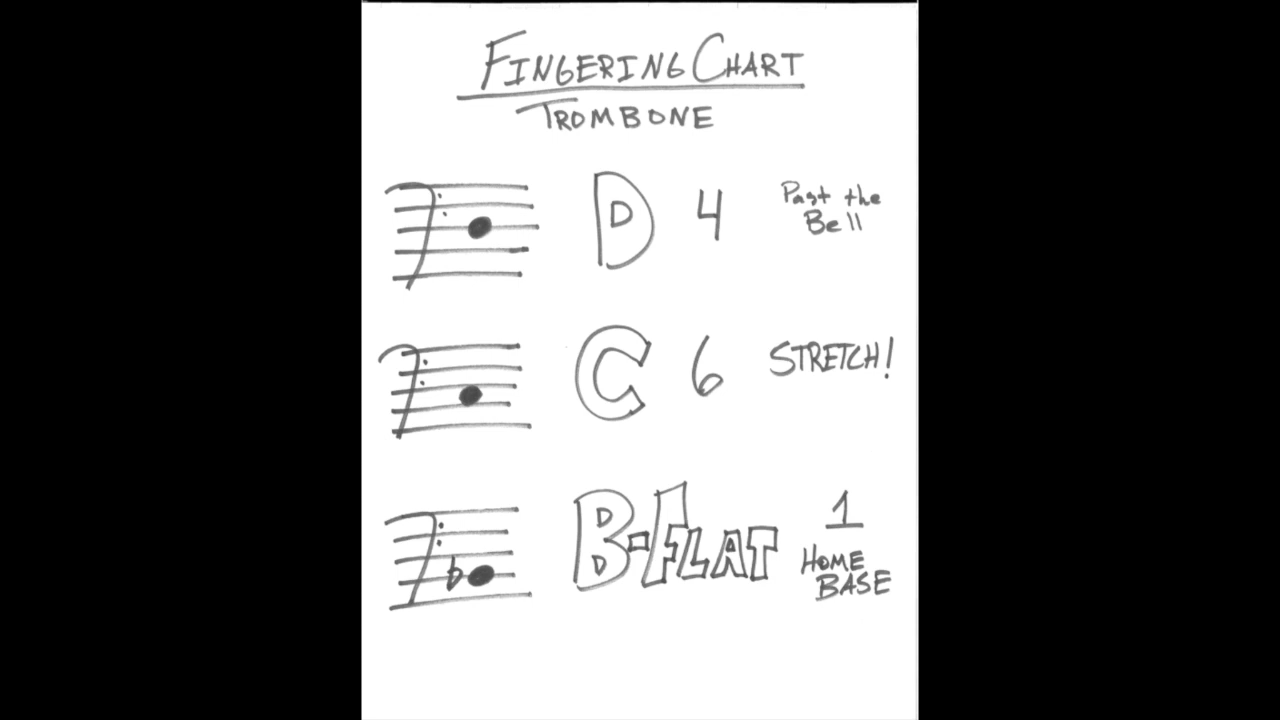 FINGERING CHART
TROMBONE
D 4 Past the
Bell
C 6 STRETCH!
B-FLAT 1
HOME
BASE